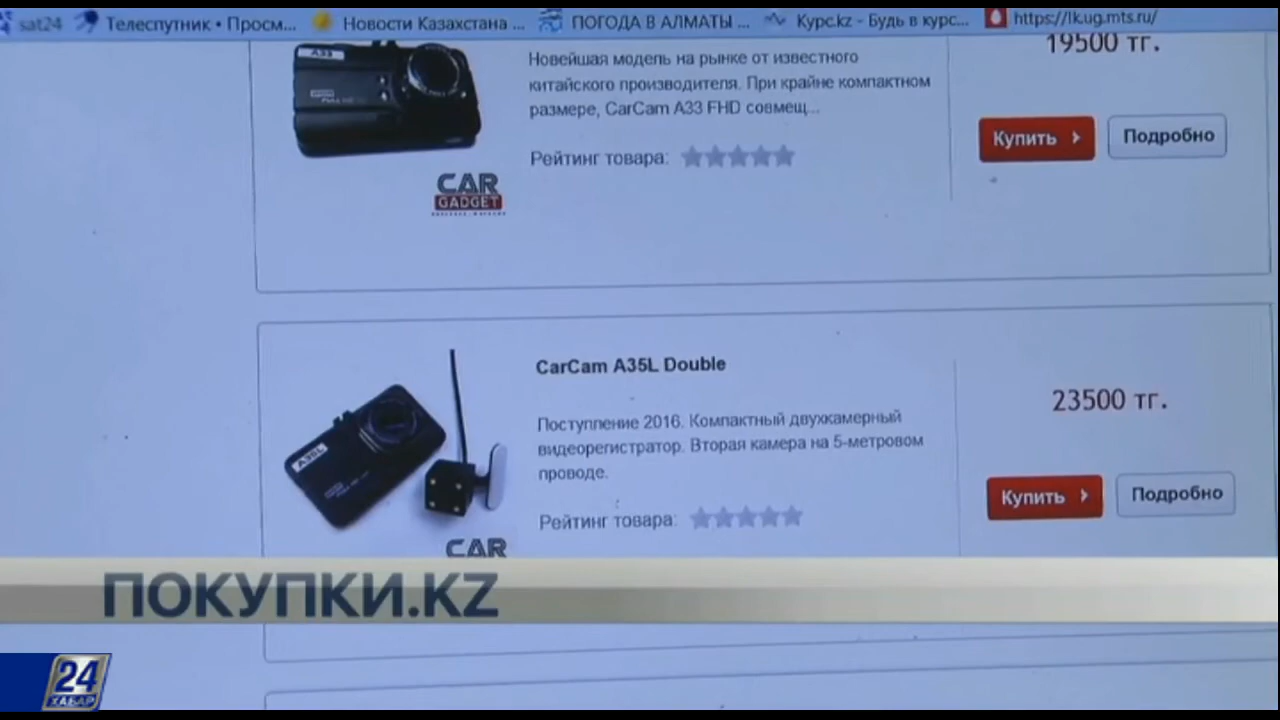 sat24 Телеспутник • Просм... Новости Казахстана ... ПОГОДА В АЛМАТЫ ... Курс.kz - Будь в курс... https://lk.ug.mts.ru/
19500 тг.
A33
Новейшая модель на рынке от известного
китайского производителя. При крайне компактном
размере, CarCam A33 FHD совмещ...
Купить
Подробно
Рейтинг товара:
CAR
GADGET
CarCam A35L Double
23500 тг.
Поступление 2016. Компактный двухкамерный
видеорегистратор. Вторая камера на 5-метровом
проводе.
A35L
Купить
Подробно
Рейтинг товара:
CAR
ПОКУПКИ.KZ
24
ХАБАР